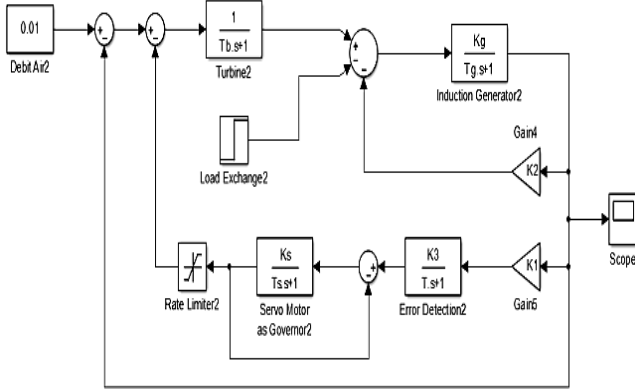 0.01
Debit Air2
1
Tb.s+1
Turbine2
Load Exchange2
Kg
Tg.s+1
Induction Generator2
Gain4
K2
Scope
Rate Limiter2
Ks
Ts.s+1
Servo Motor
as Governor2
K3
T.s+1
Error Detection2
K1
Gain5